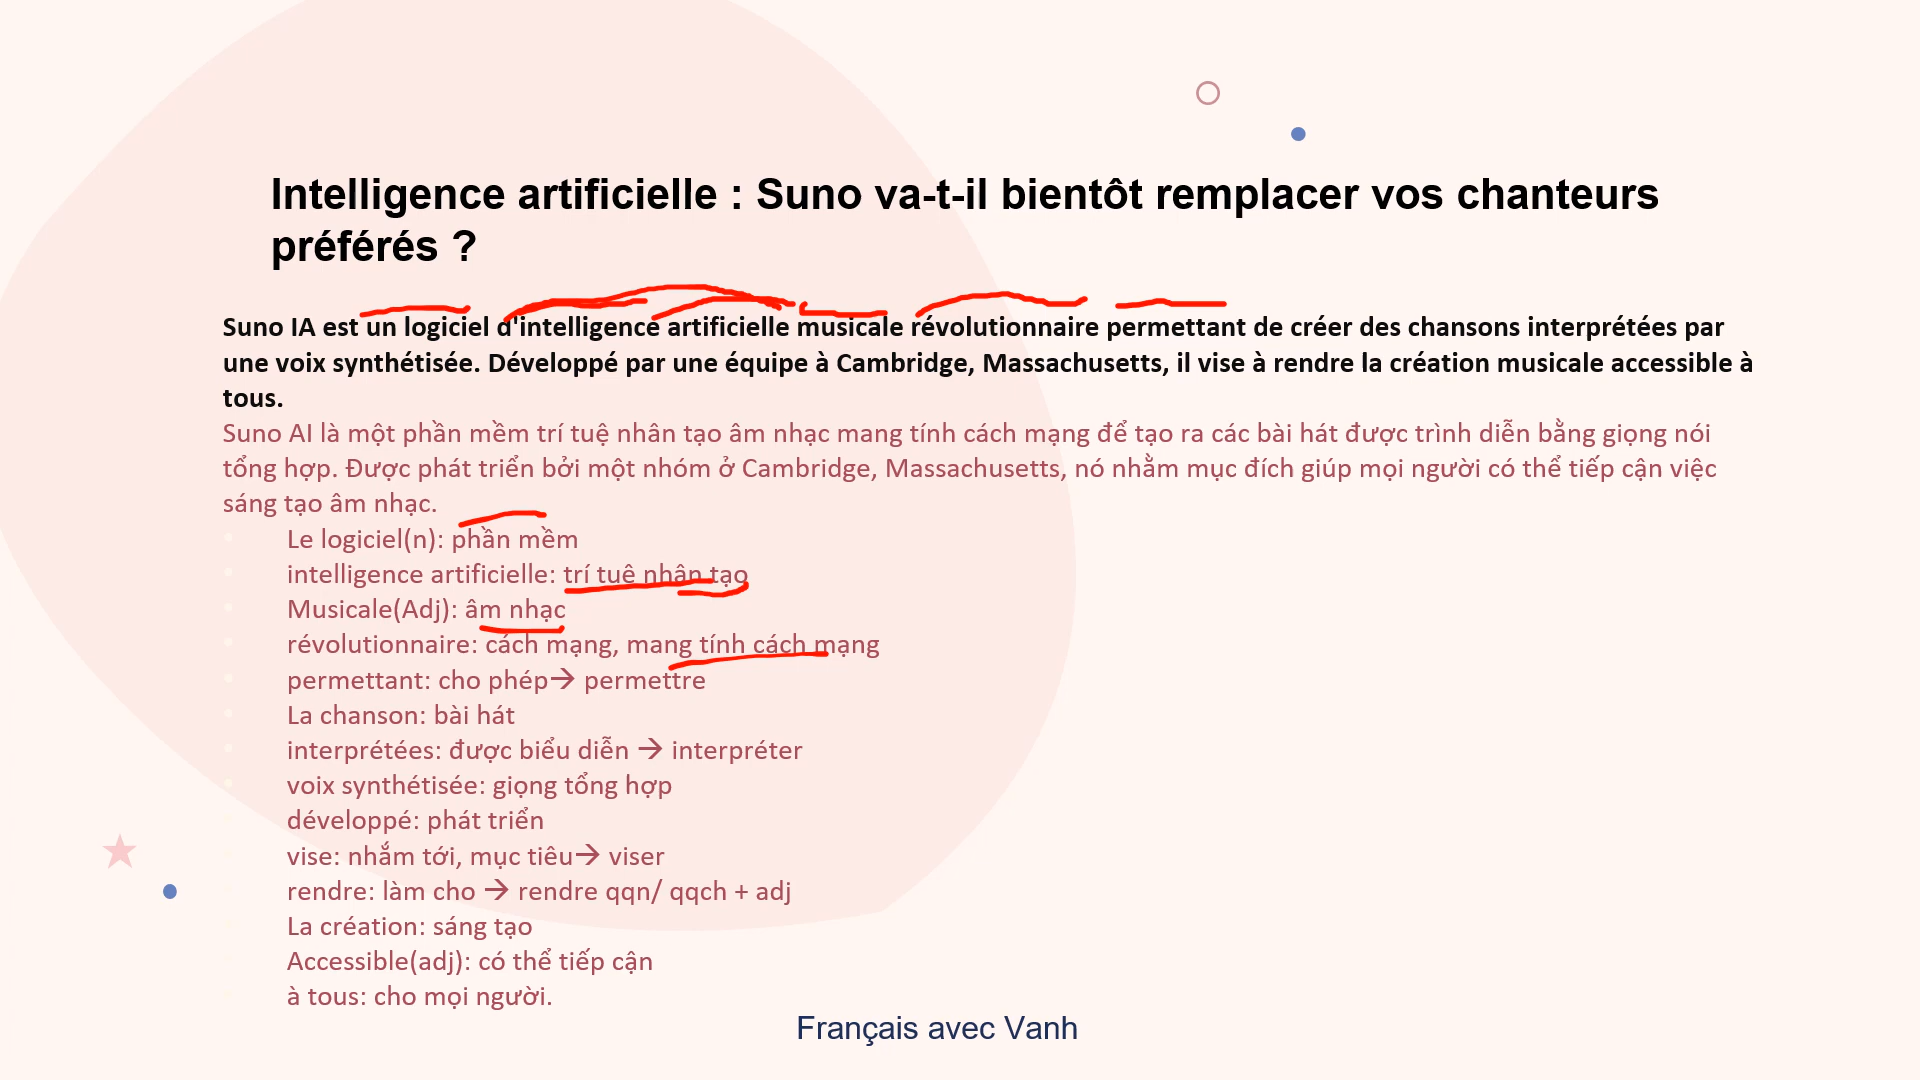 Intelligence artificielle : Suno va-t-il bientôt remplacer vos chanteurs
préférés ?
Suno IA est un logiciel d'intelligence artificielle musicale révolutionnaire permettant de créer des chansons interprétées par
une voix synthétisée. Développé par une équipe à Cambridge, Massachusetts, il vise à rendre la création musicale accessible à
tous.
Suno AI là một phần mềm trí tuệ nhân tạo âm nhạc mang tính cách mạng để tạo ra các bài hát được trình diễn bằng giọng nói
tổng hợp. Được phát triển bởi một nhóm ở Cambridge, Massachusetts, nó nhằm mục đích giúp mọi người có thể tiếp cận việc
sáng tạo âm nhạc.
Le logiciel(n): phần mềm
intelligence artificielle: trí tuê nhân tạo
Musicale(Adj): âm nhạc
révolutionnaire: cách mạng, mang tính cách mạng
permettant: cho phép→ permettre
La chanson: bài hát
interprétées: được biểu diễn → interpréter
voix synthétisée: giọng tổng hợp
développé: phát triển
vise: nhắm tới, mục tiêu→ viser
rendre: làm cho → rendre qqn/ qqch + adj
La création: sáng tạo
Accessible(adj): có thể tiếp cận
à tous: cho mọi người.
Français avec Vanh